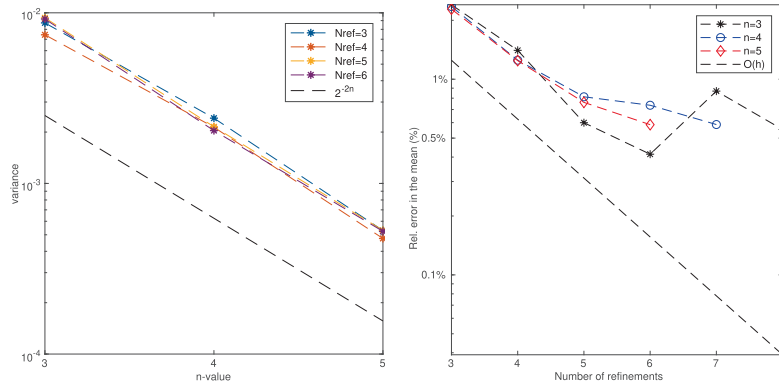 10^-2
10^-3
10^-4
variance
3
4
5
n-value
Nref=3
Nref=4
Nref=5
Nref=6
2^-2n
1%
0.5%
0.1%
Rel. error in the mean (%)
3
4
5
6
7
Number of refinements
n=3
n=4
n=5
O(h)